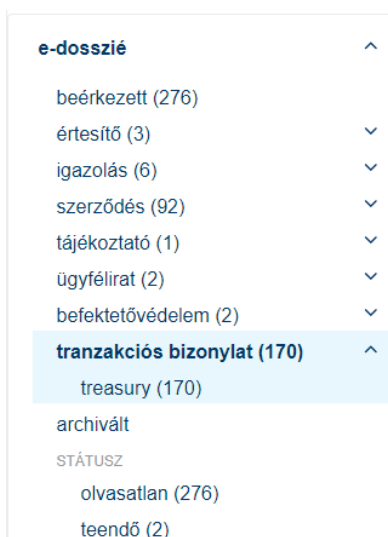 e-dosszié
beérkezett (276)
értesítő (3)
igazolás (6)
szerződés (92)
tájékoztató (1)
ügyfélirat (2)
befektetővédelem (2)
tranzakciós bizonylat (170)
treasury (170)
archivált
STÁTUSZ
olvasatlan (276)
teendő (2)